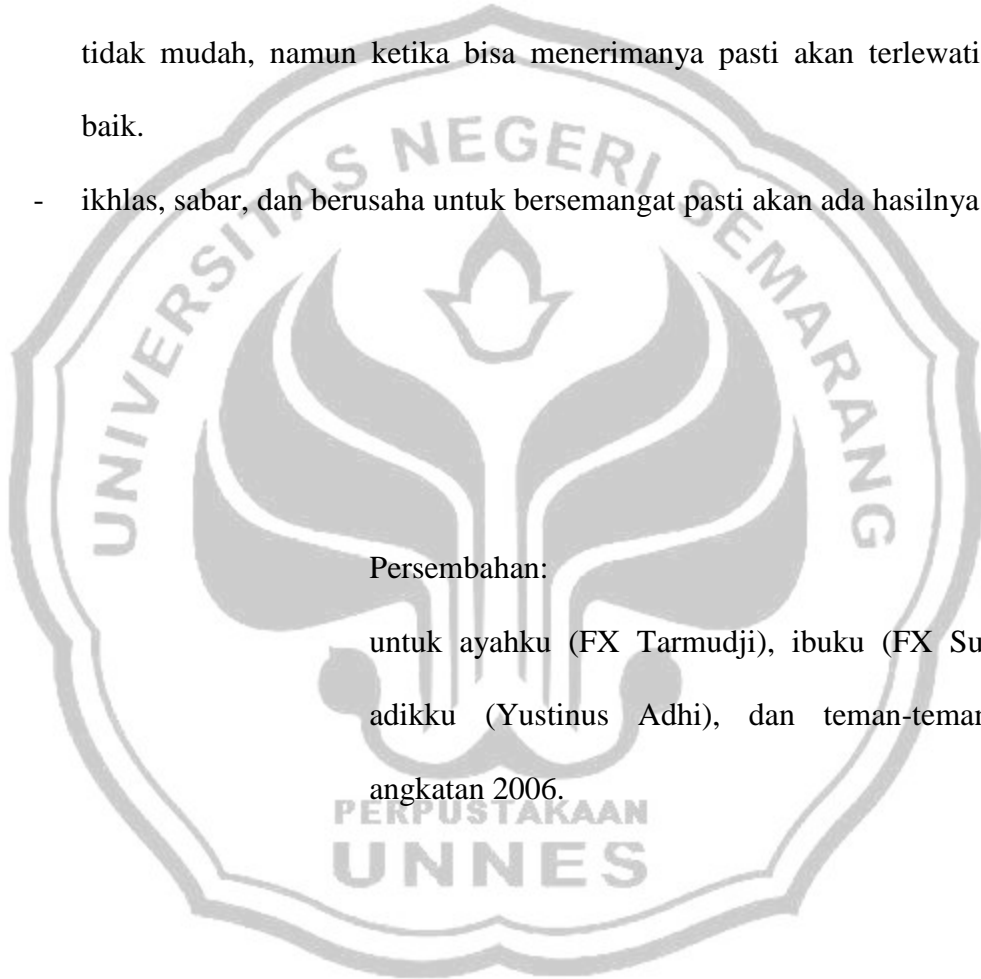 tidak mudah, namun ketika bisa menerimanya pasti akan terlewati
baik.
- ikhlas, sabar, dan berusaha untuk bersemangat pasti akan ada hasilnya
UNIVERSITAS NEGERI SEMARANG
Persembahan:
untuk ayahku (FX Tarmudji), ibuku (FX Su
adikku (Yustinus Adhi), dan teman-teman
angkatan 2006.
PERPUSTAKAAN
UNNES